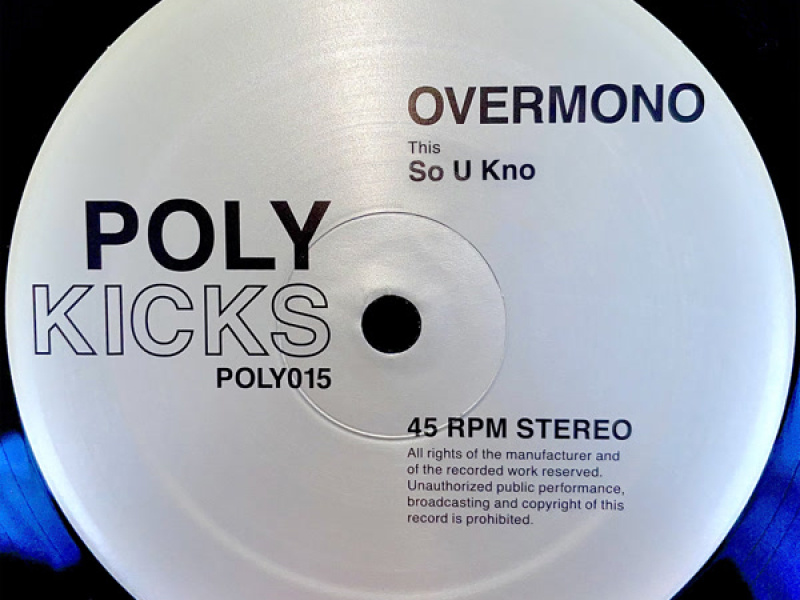 POLY
KICKS
POLY015
OVERMONO
This
So U Kno
45 RPM STEREO
All rights of the manufacturer and
of the recorded work reserved.
Unauthorized public performance,
broadcasting and copyright of this
record is prohibited.